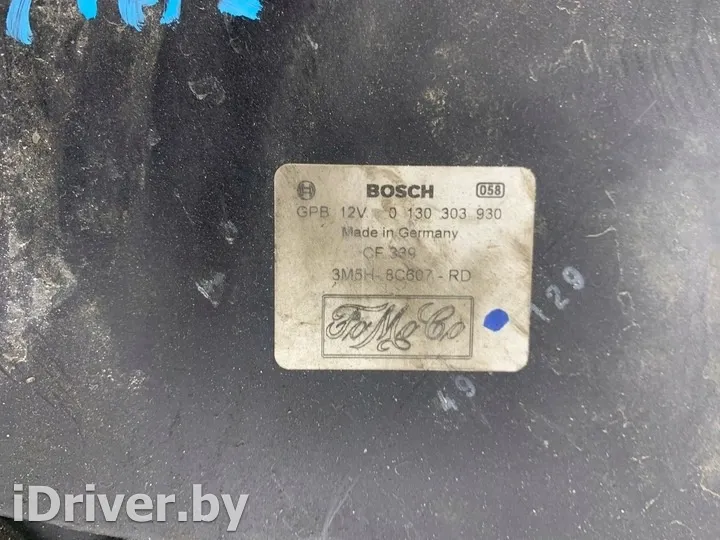 BOSCH 058
GPB 12V 0 130 303 930
Made in Germany
CF 339
3M5H-8C607-RD
FoMoCo
129
49
iDriver.by